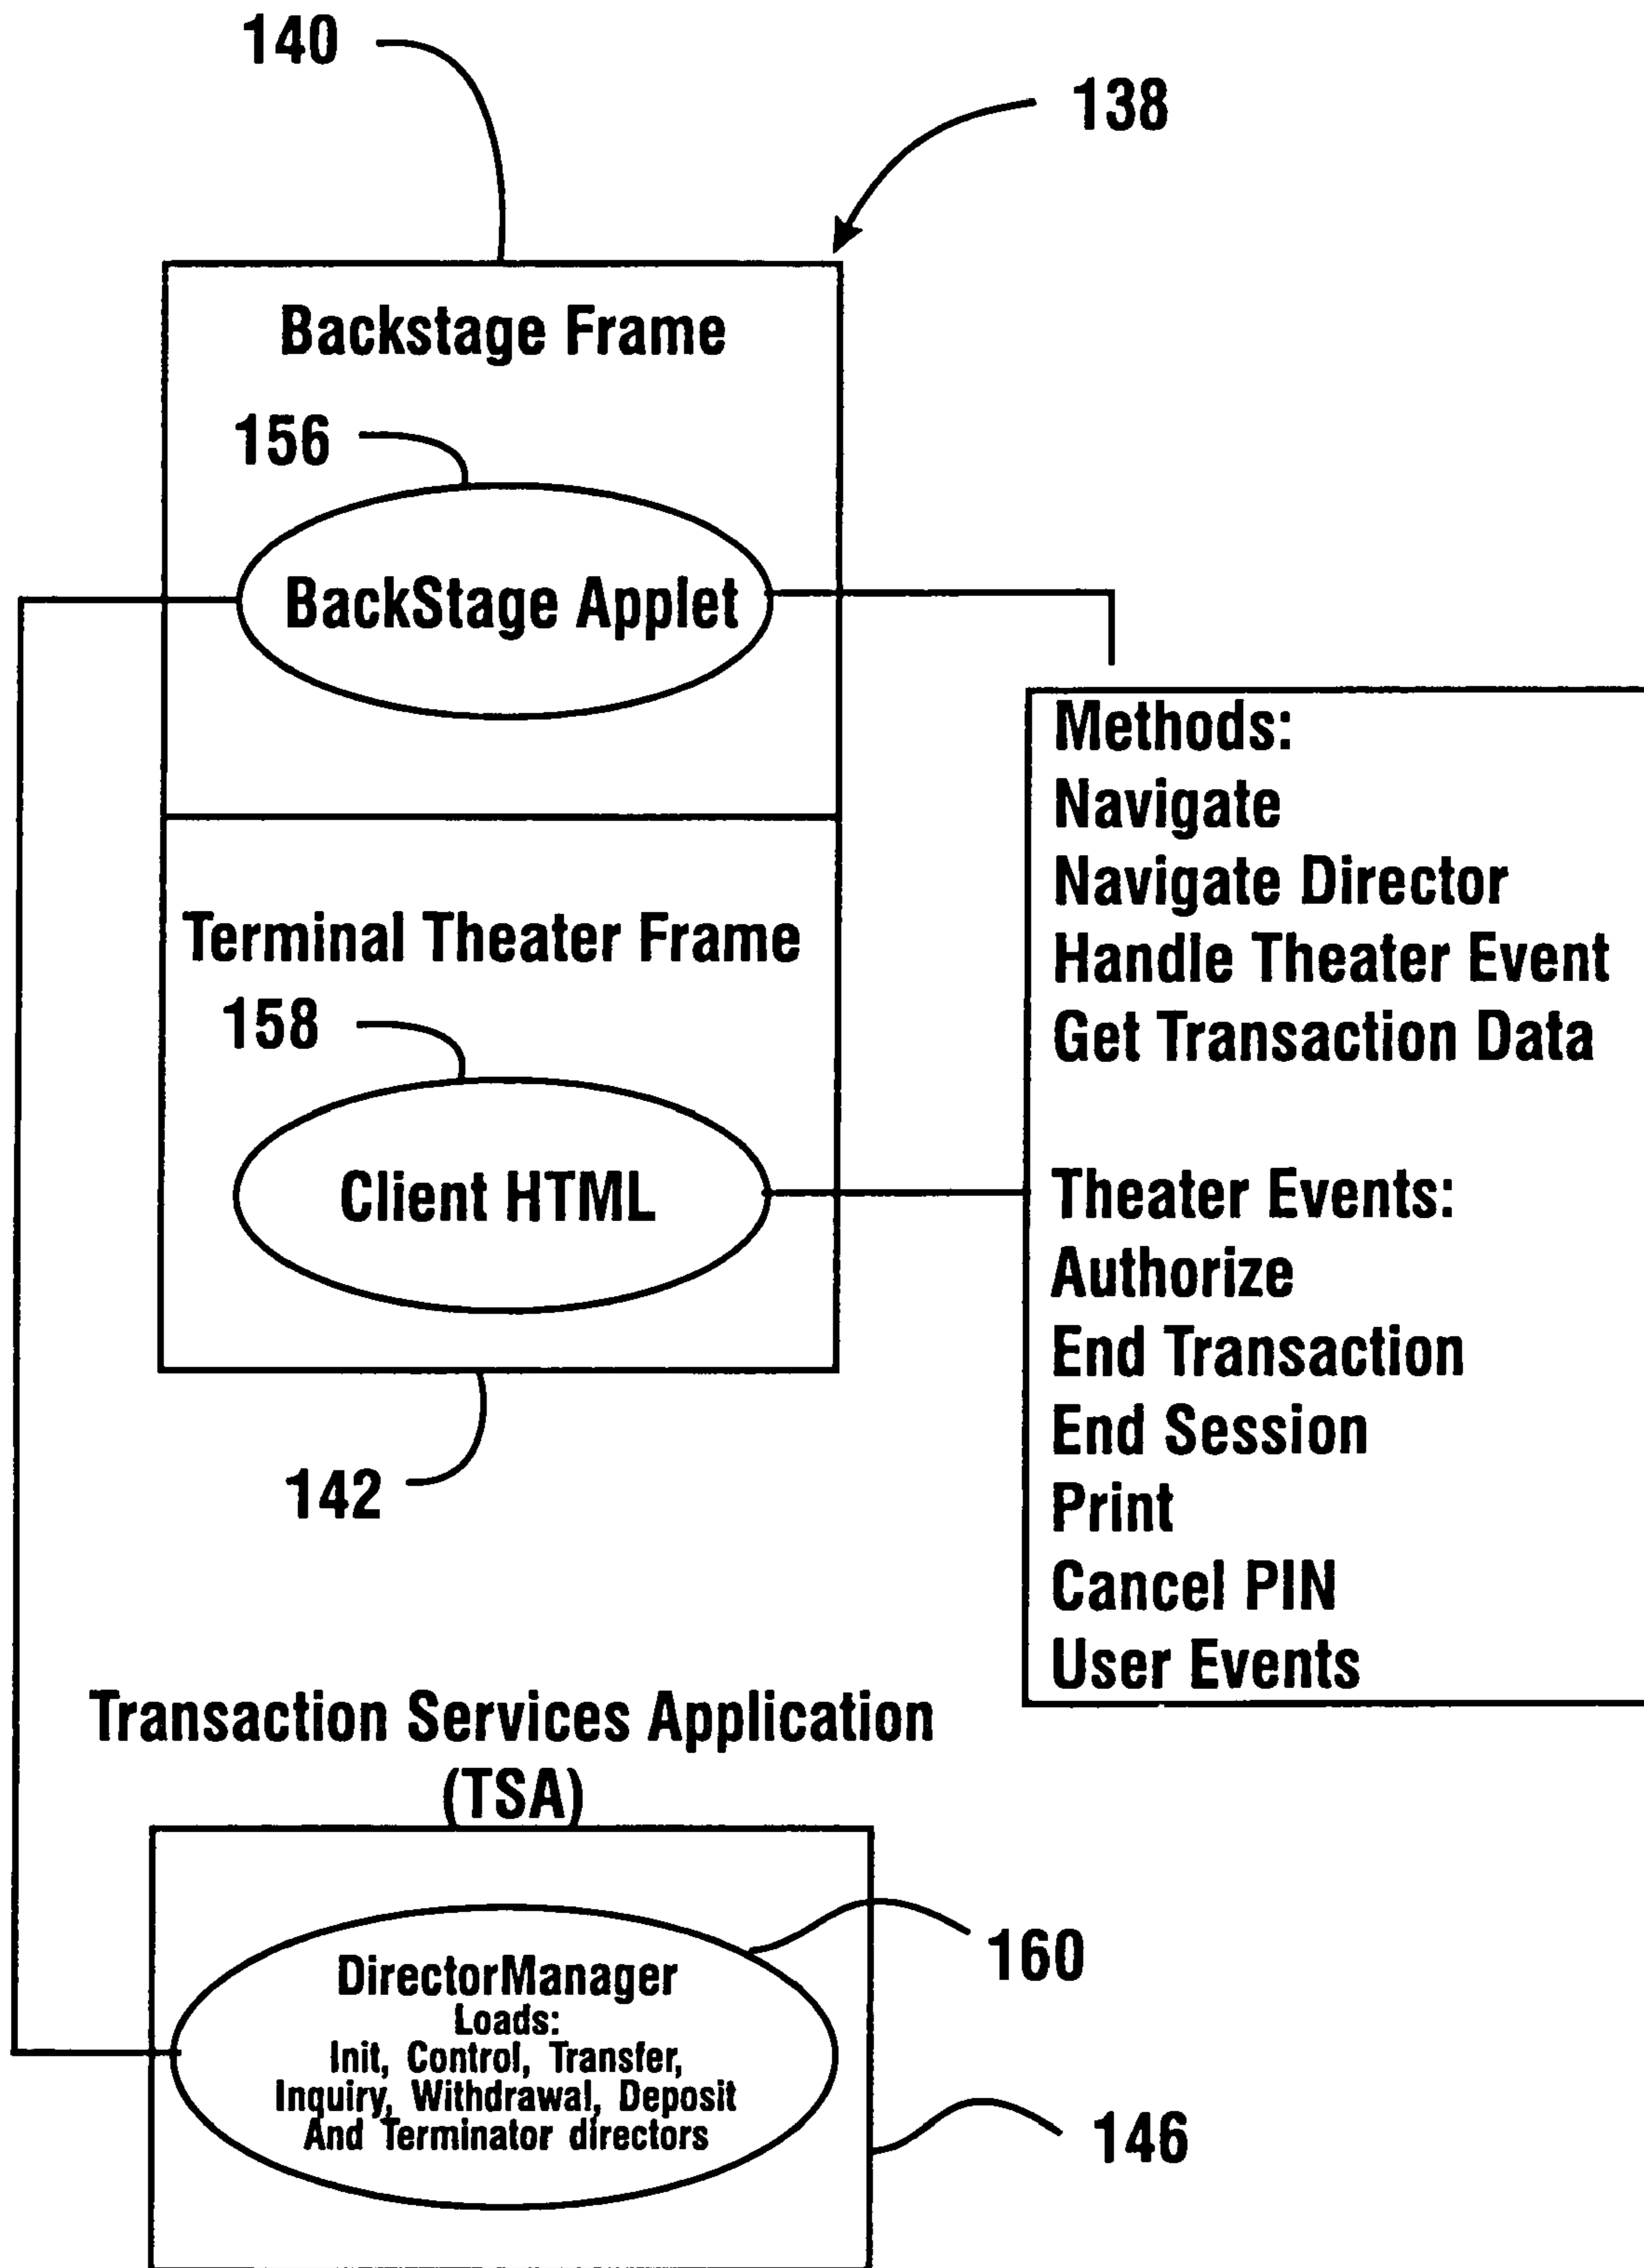 140
138
Backstage Frame
156
BackStage Applet
Methods:
Navigate
Navigate Director
Handle Theater Event
Get Transaction Data
Terminal Theater Frame
158
Client HTML
Theater Events:
Authorize
End Transaction
End Session
Print
Cancel PIN
User Events
142
Transaction Services Application
(TSA)
160
DirectorManager
Loads:
Init, Control, Transfer,
Inquiry, Withdrawal, Deposit
And Terminator directors
146